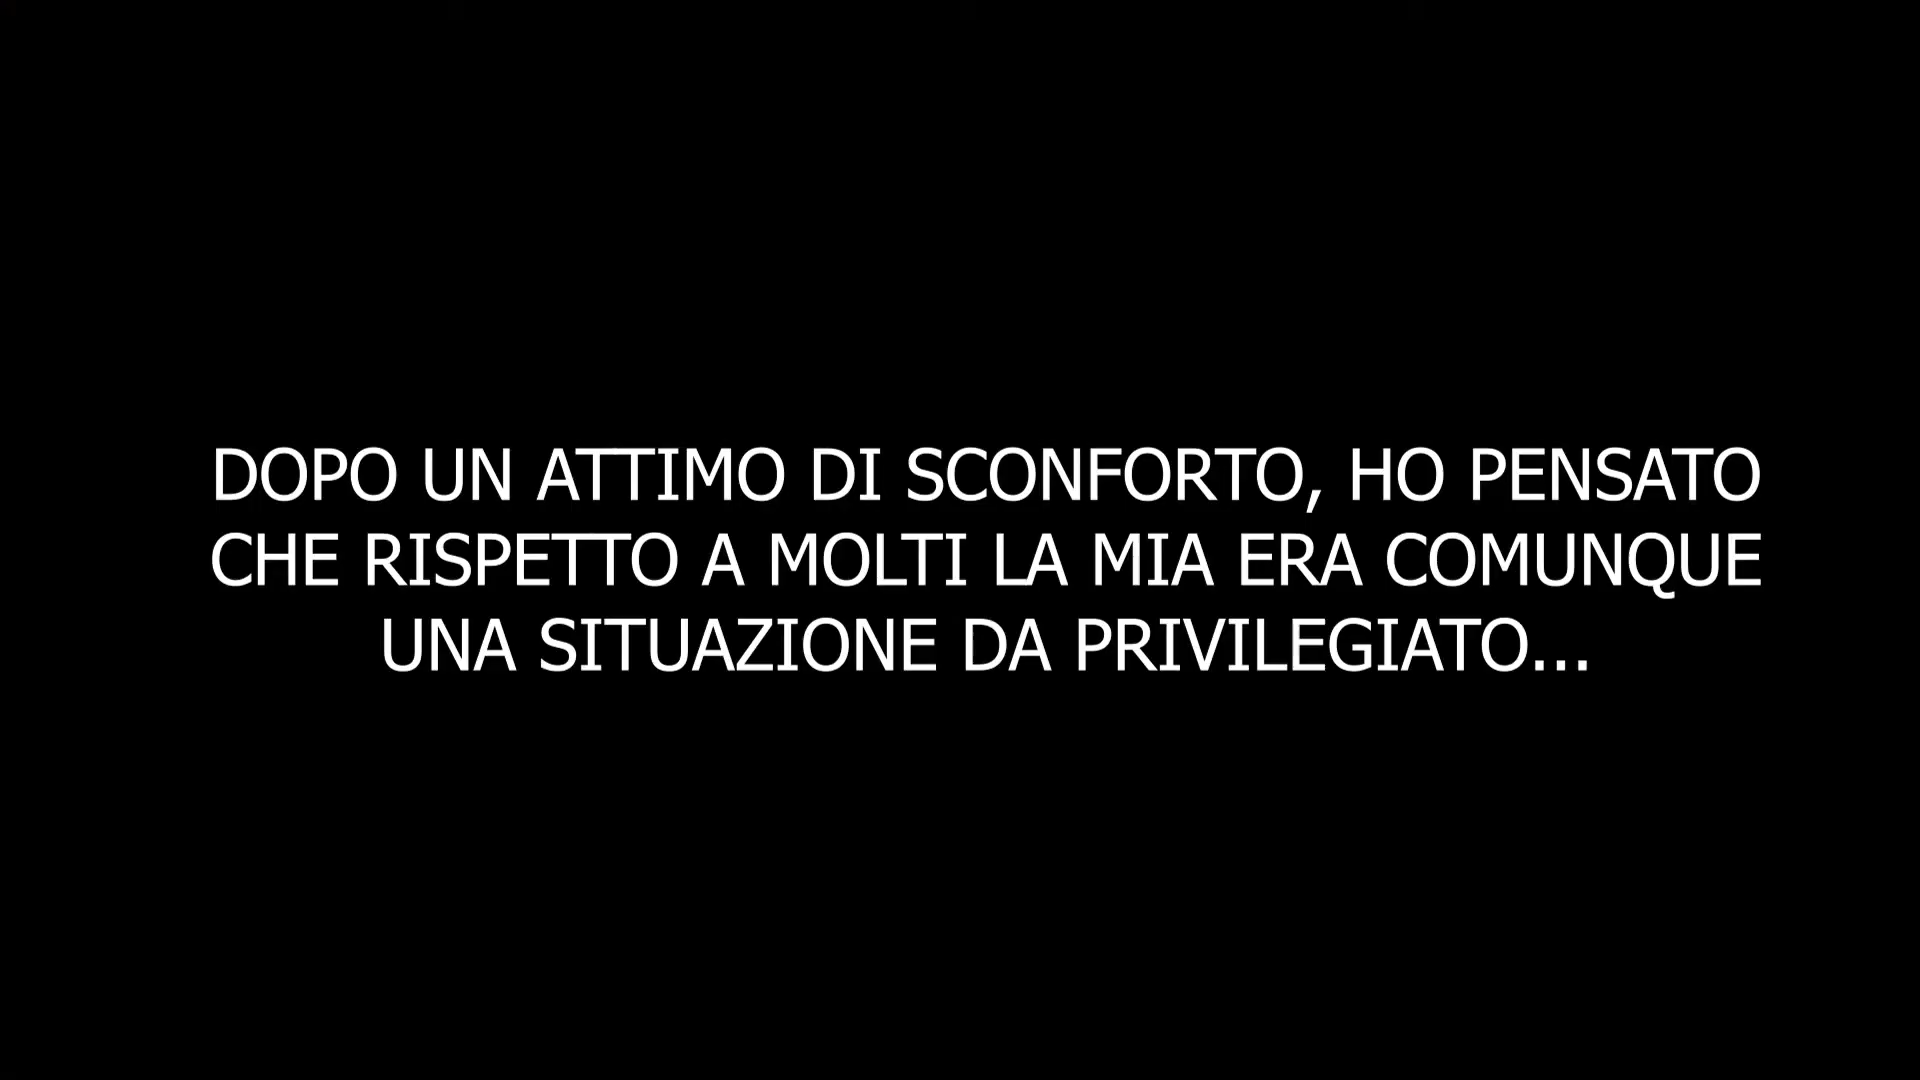 DOPO UN ATTIMO DI SCONFORTO, HO PENSATO
CHE RISPETTO A MOLTI LA MIA ERA COMUNQUE
UNA SITUAZIONE DA PRIVILEGIATO...